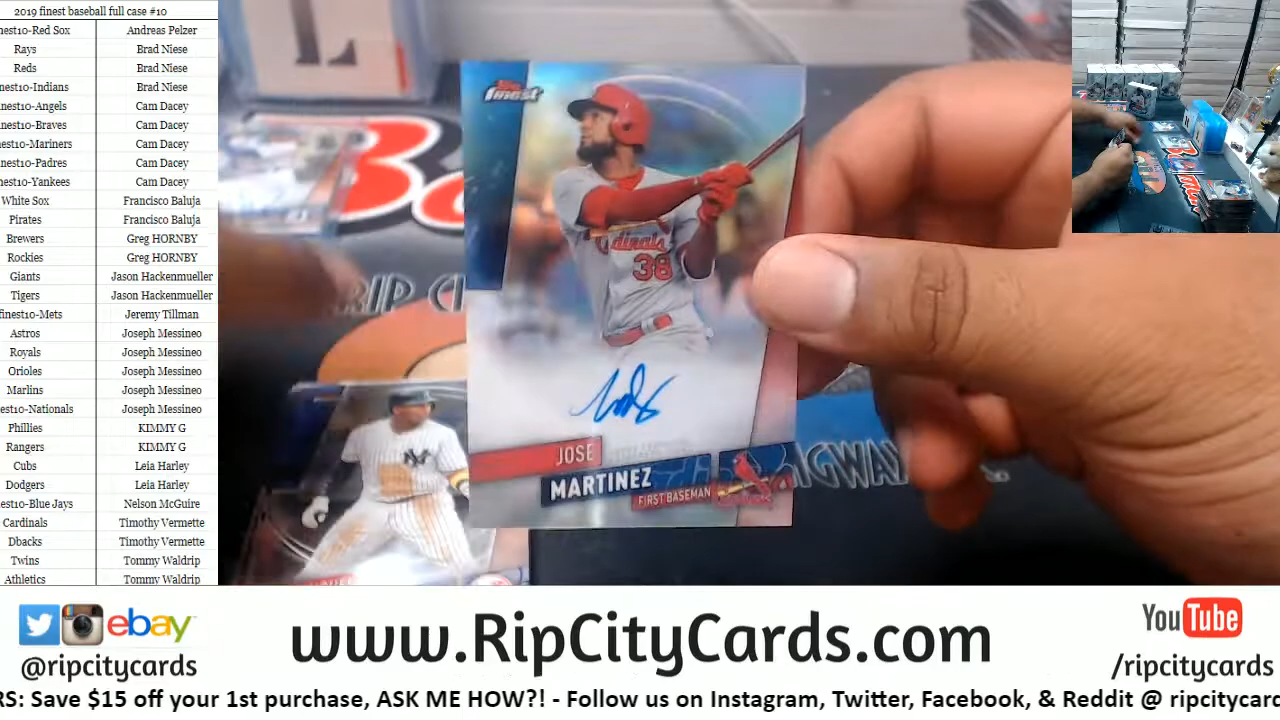 2019 finest baseball full case #10
nest10-Red Sox Andreas Pelzer
Rays Brad Niese
Reds Brad Niese
nest10-Indians Brad Niese
nest10-Angels Cam Dacey
nest10-Braves Cam Dacey
nest10-Mariners Cam Dacey
nest10-Padres Cam Dacey
nest10-Yankees Cam Dacey
White Sox Francisco Baluja
Pirates Francisco Baluja
Brewers Greg HORNBY
Rockies Greg HORNBY
Giants Jason Hackenmueller
Tigers Jason Hackenmueller
finest10-Mets Jeremy Tillman
Astros Joseph Messineo
Royals Joseph Messineo
Orioles Joseph Messineo
Marlins Joseph Messineo
est10-Nationals Joseph Messineo
Phillies KIMMY G
Rangers KIMMY G
Cubs Leia Harley
Dodgers Leia Harley
est10-Blue Jays Nelson McGuire
Cardinals Timothy Vermette
Dbacks Timothy Vermette
Twins Tommy Waldrip
Athletics Tommy Waldrip
Topps
finest
Cardinals
38
JOSE
MARTINEZ
FIRST BASEMAN
RIP CI
IGWAY
ebay
@ripcitycards
www.RipCityCards.com
YouTube
/ripcitycards
RS: Save $15 off your 1st purchase, ASK ME HOW?! - Follow us on Instagram, Twitter, Facebook, & Reddit @ ripcitycard